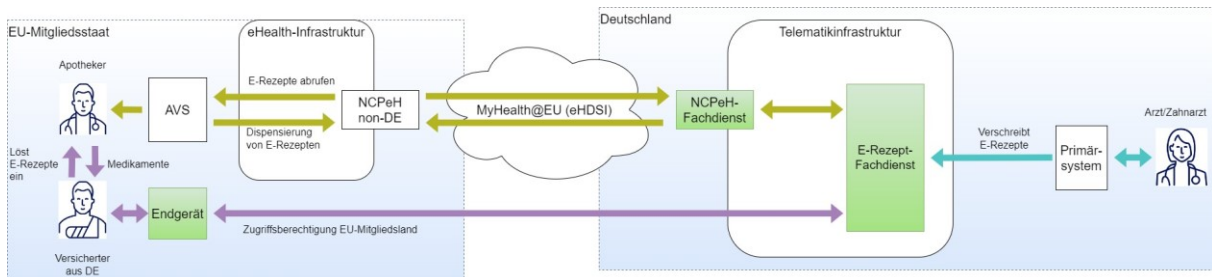 EU-Mitgliedsstaat
eHealth-Infrastruktur
Apotheker
AVS
E-Rezepte abrufen
NCPeH
non-DE
Dispensierung
von E-Rezepten
Löst
E-Rezepte
ein
Medikamente
Endgerät
Versicherter
aus DE
Zugriffsberechtigung EU-Mitgliedsland
MyHealth@EU (eHDSI)
Deutschland
Telematikinfrastruktur
NCPeH-
Fachdienst
E-Rezept-
Fachdienst
Verschreibt
E-Rezepte
Primär-
system
Arzt/Zahnarzt